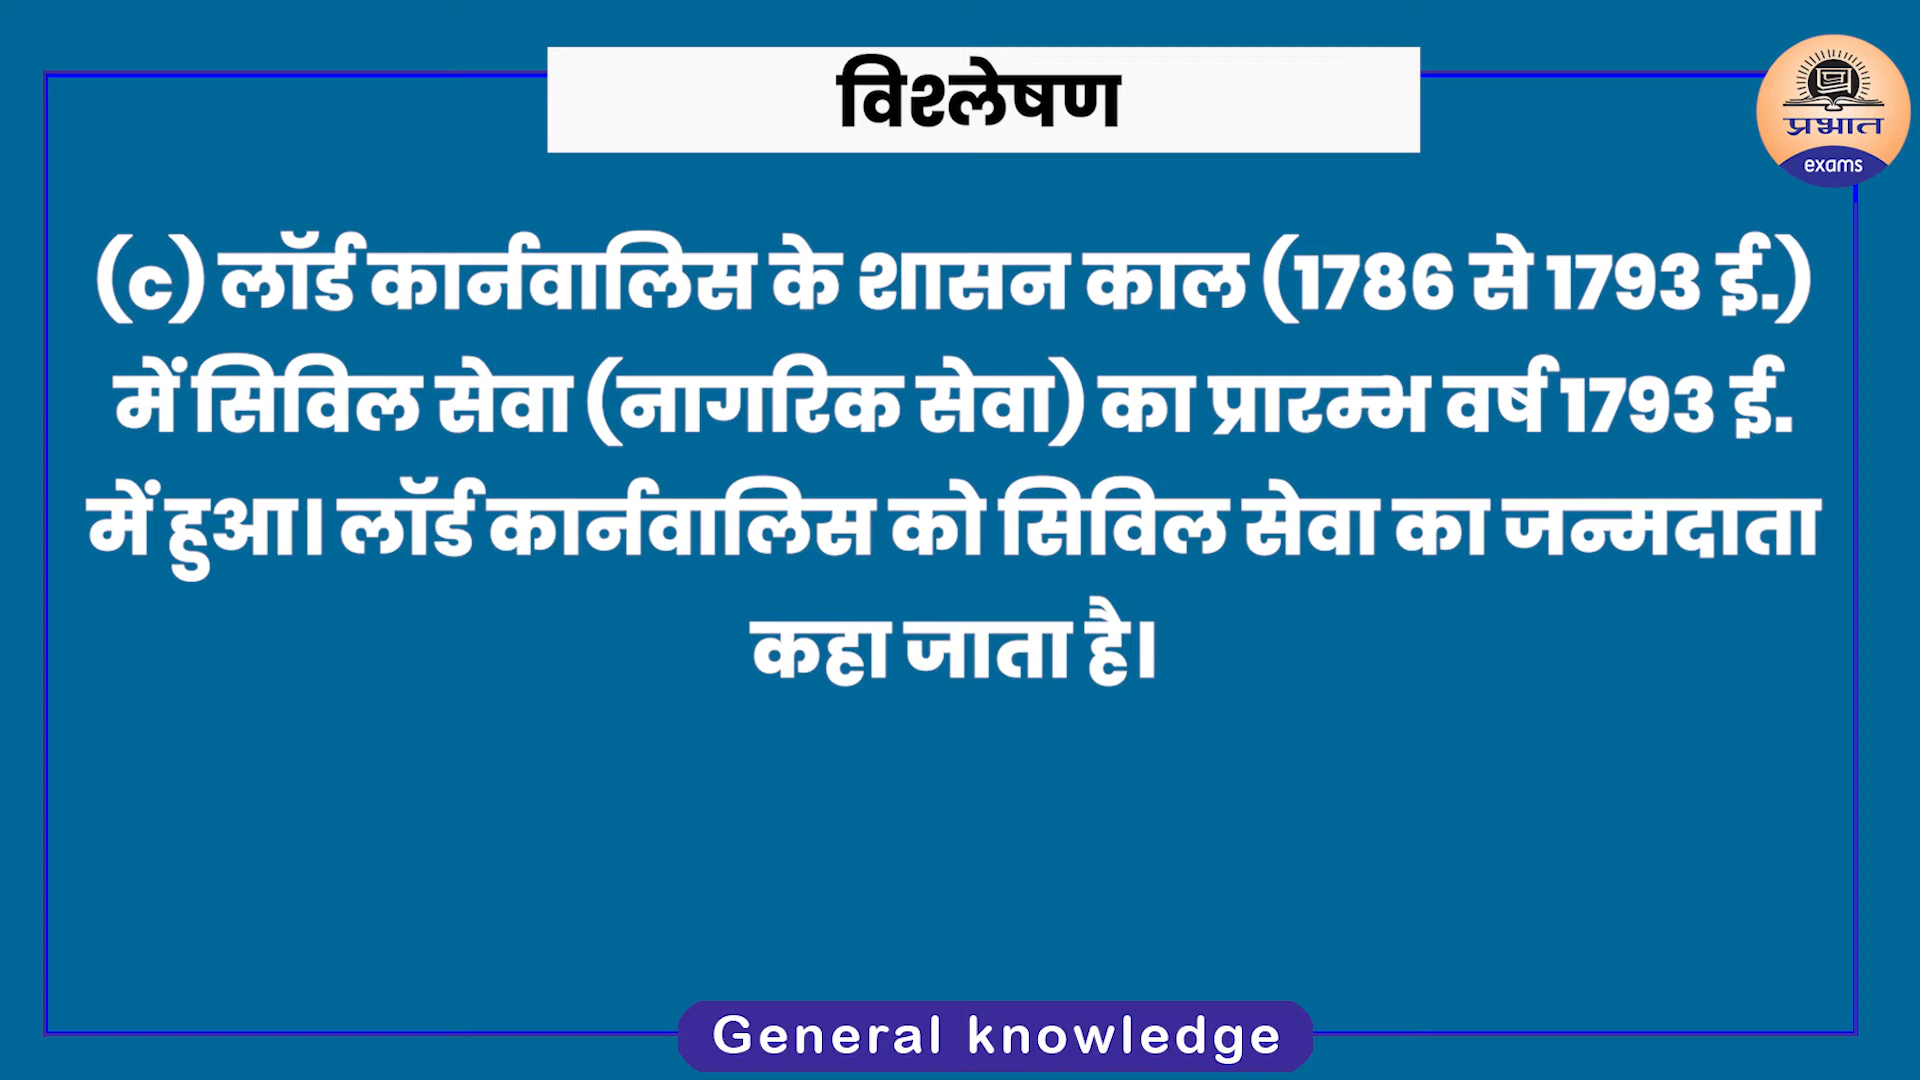 विश्लेषण
प्रभात
exams
(c) लॉर्ड कार्नवालिस के शासन काल (1786 से 1793 ई.)
में सिविल सेवा (नागरिक सेवा) का प्रारम्भ वर्ष 1793 ई.
में हुआ। लॉर्ड कार्नवालिस को सिविल सेवा का जन्मदाता
कहा जाता है।
General knowledge